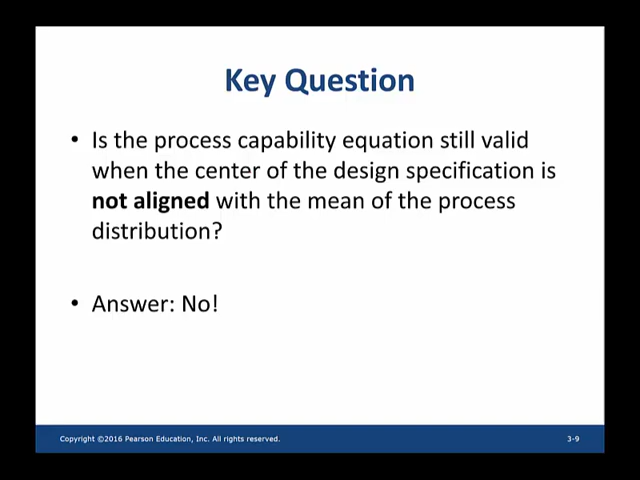 Key Question
• Is the process capability equation still valid
when the center of the design specification is
not aligned with the mean of the process
distribution?
• Answer: No!
Copyright ©2016 Pearson Education, Inc. All rights reserved.
3-9